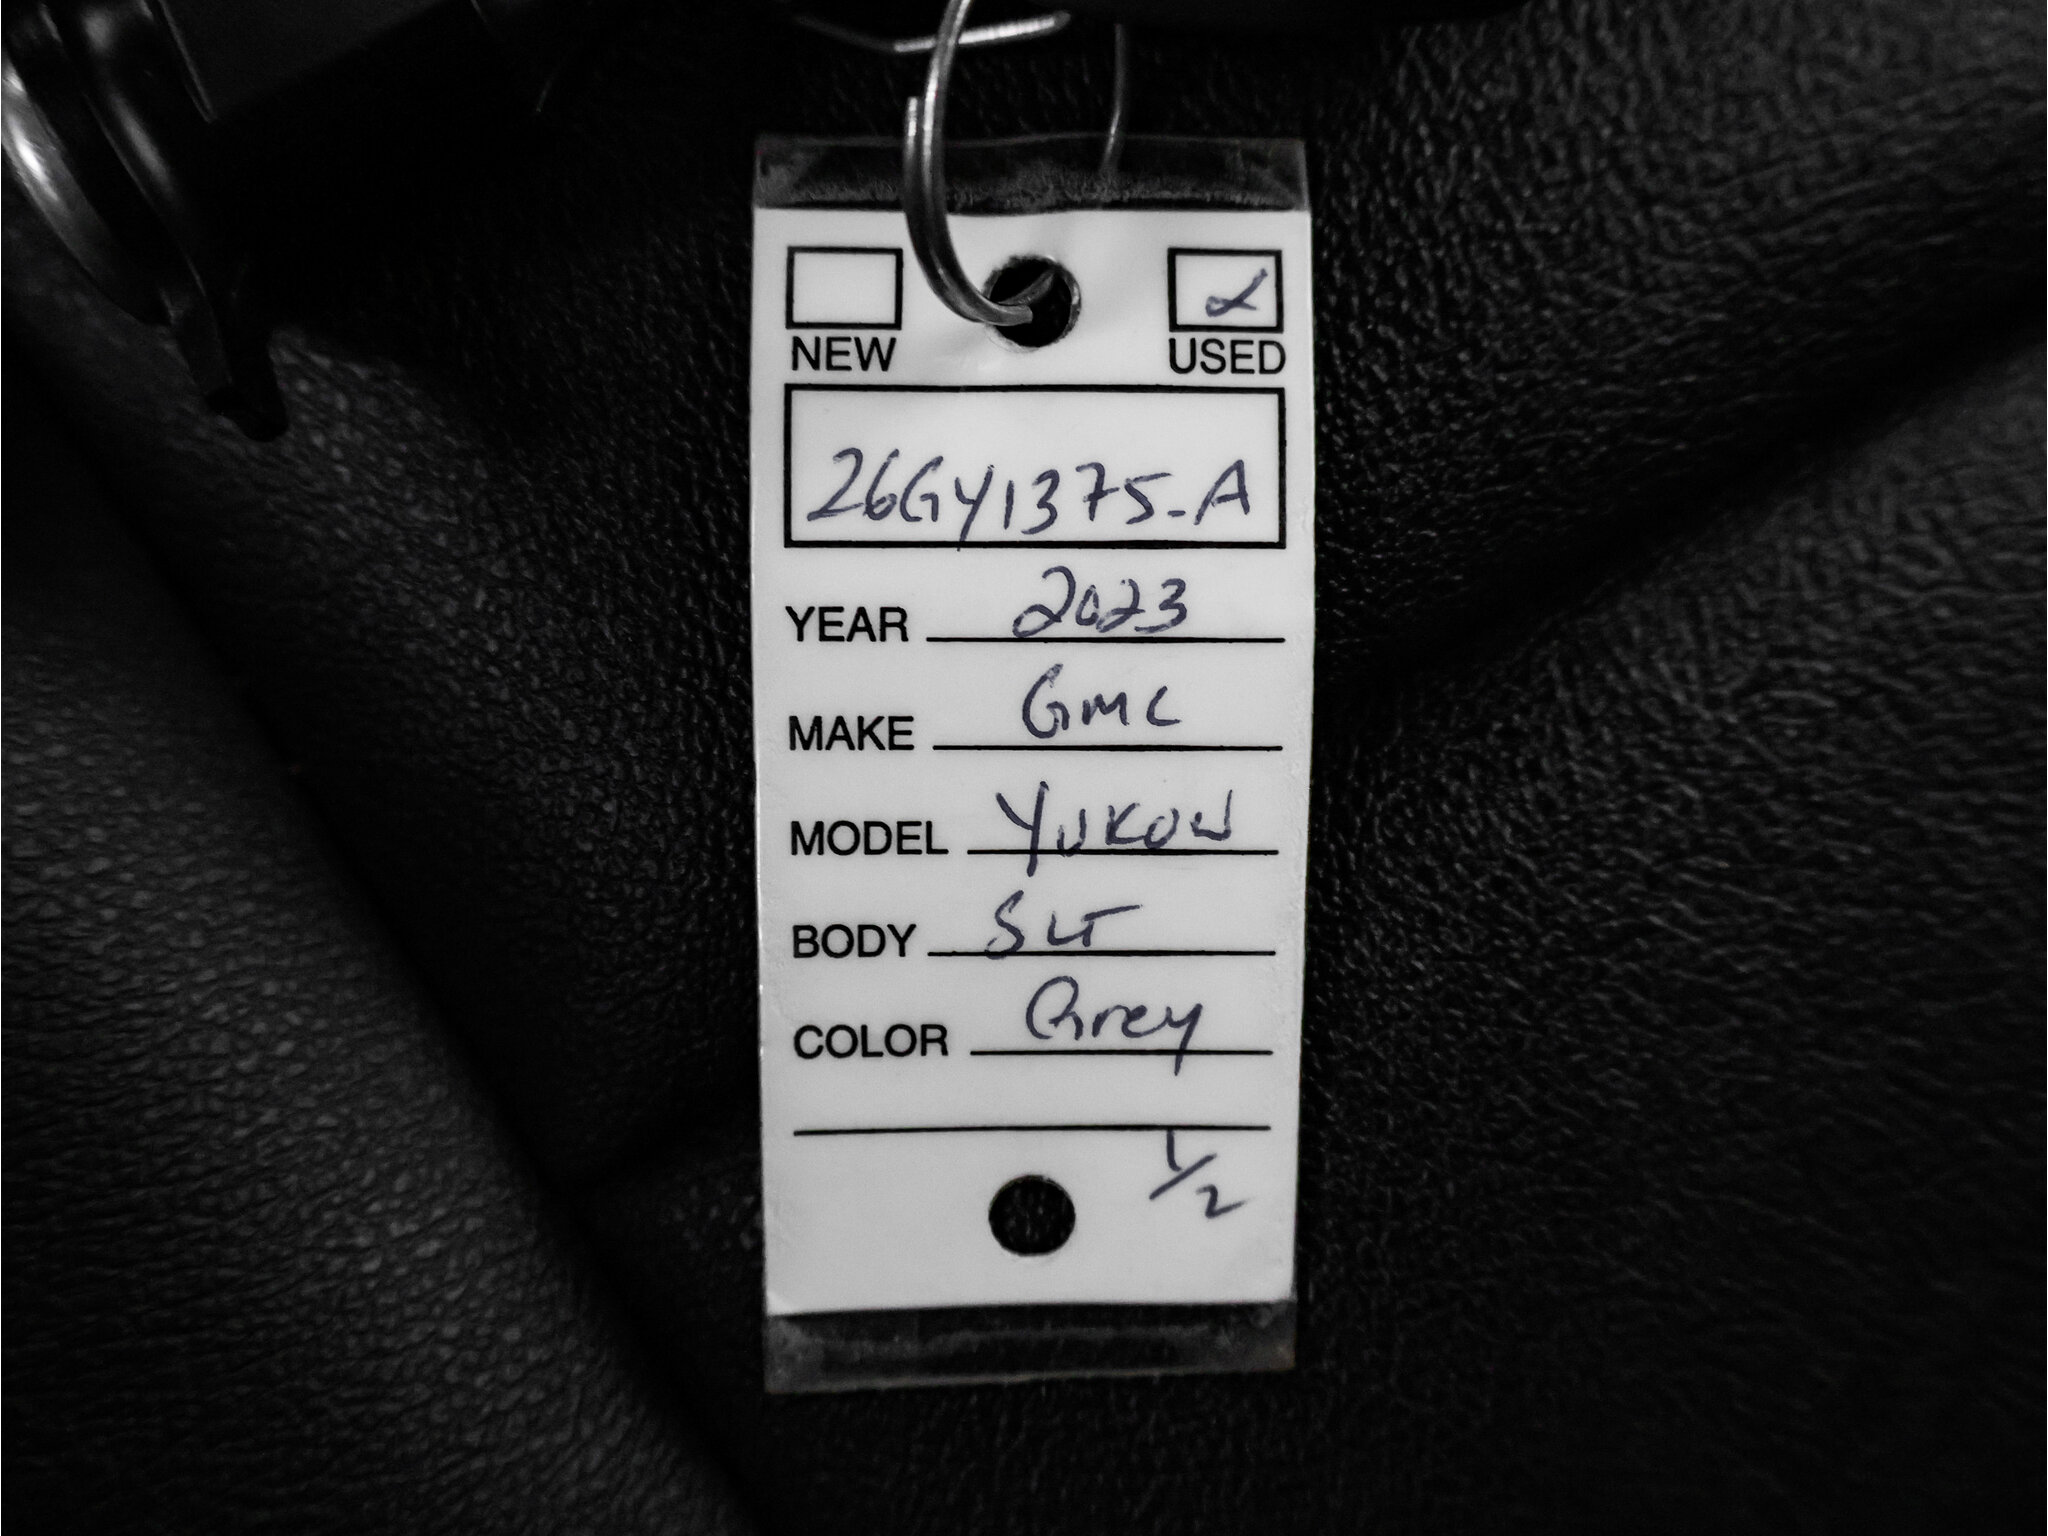 NEW USED
26GY1375-A
YEAR 2023
MAKE GMC
MODEL YUKON
BODY SLT
COLOR Grey
1/2